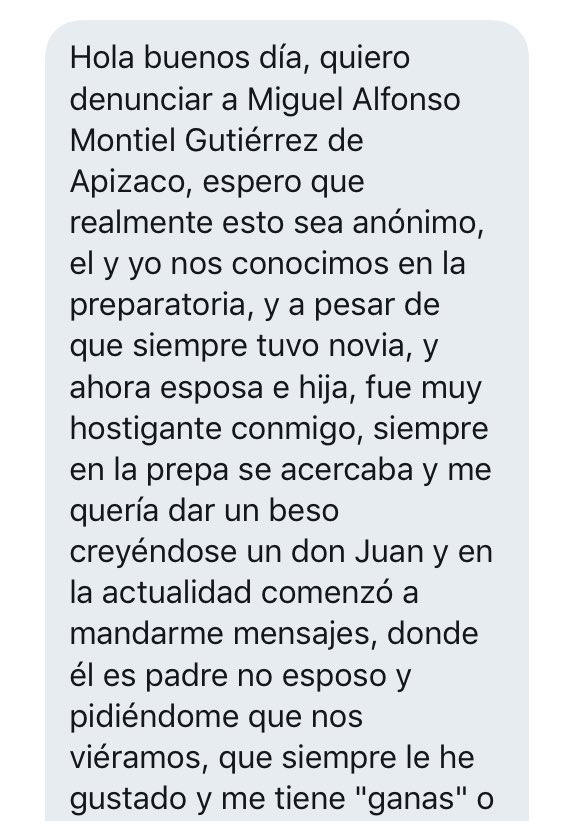 Hola buenos día, quiero
denunciar a Miguel Alfonso
Montiel Gutiérrez de
Apizaco, espero que
realmente esto sea anónimo,
el y yo nos conocimos en la
preparatoria, y a pesar de
que siempre tuvo novia, y
ahora esposa e hija, fue muy
hostigante conmigo, siempre
en la prepa se acercaba y me
quería dar un beso
creyéndose un don Juan y en
la actualidad comenzó a
mandarme mensajes, donde
él es padre no esposo y
pidiéndome que nos
viéramos, que siempre le he
gustado y me tiene "ganas" o